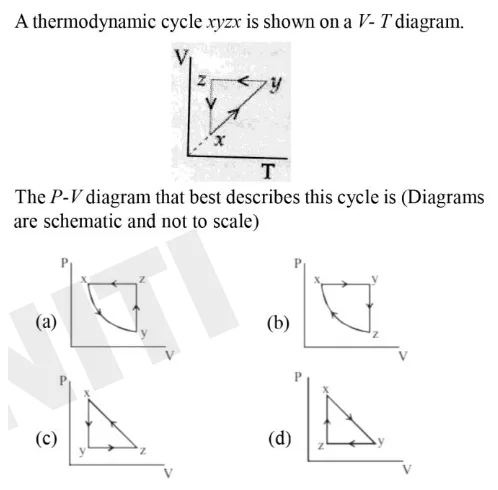 A thermodynamic cycle xyzx is shown on a V- T diagram.
V
z
y
x
T
The P-V diagram that best describes this cycle is (Diagrams
are schematic and not to scale)
(a)
P
x
z
y
V
(b)
P
x
y
z
V
(c)
P
x
y
z
V
(d)
P
x
z
y
V
NITI